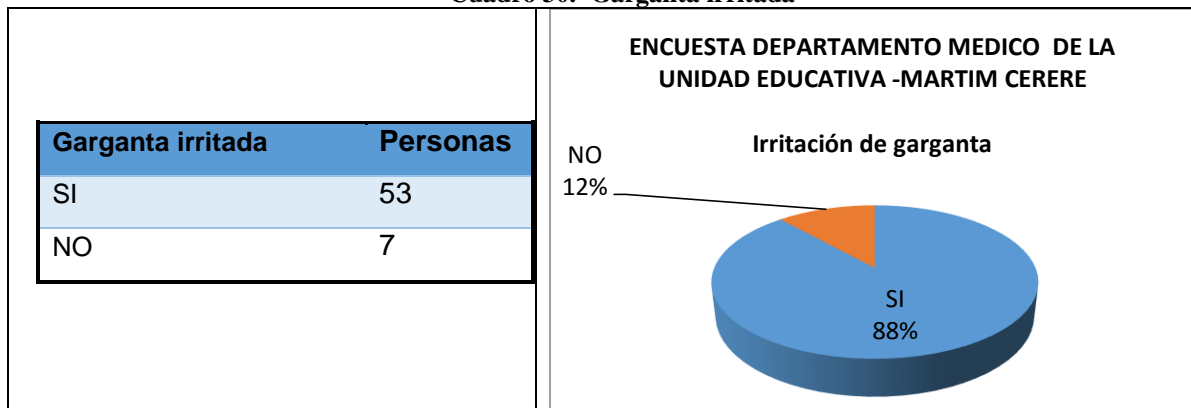 Garganta irritada Personas
SI 53
NO 7
ENCUESTA DEPARTAMENTO MEDICO DE LA
UNIDAD EDUCATIVA -MARTIM CERERE
Irritación de garganta
NO
12%
SI
88%